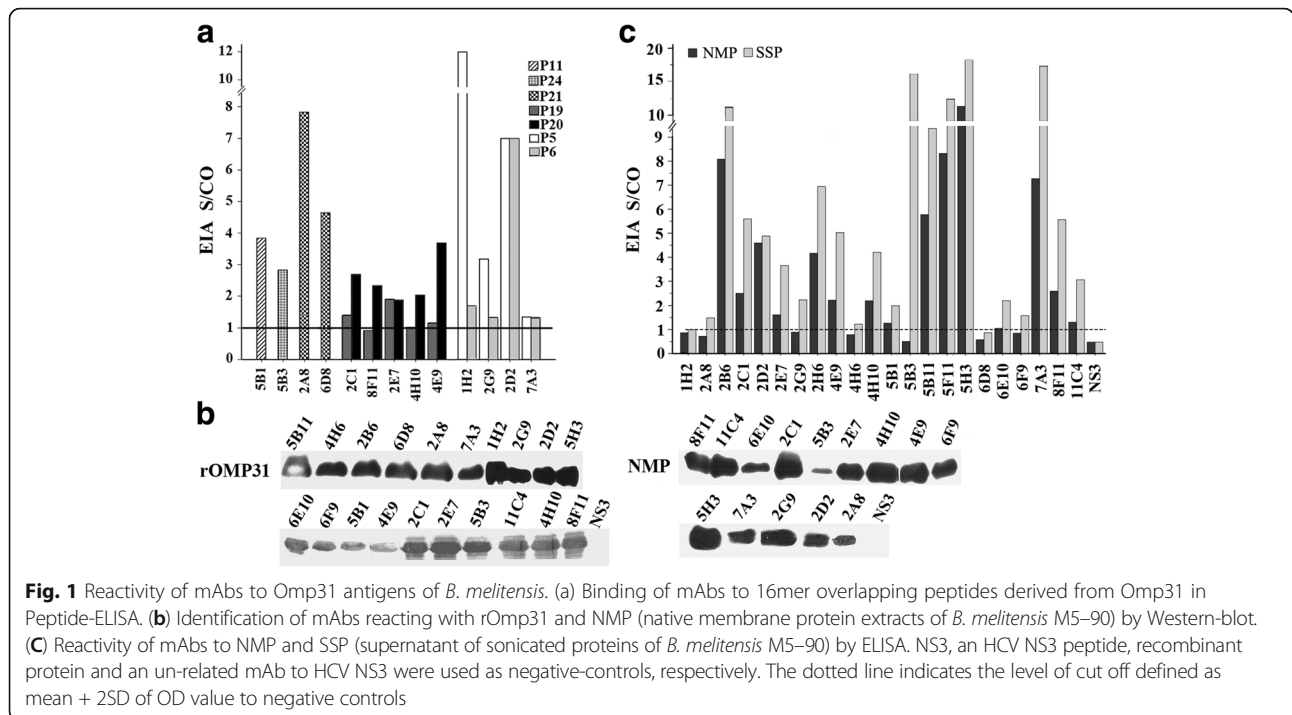 a
EIA S/CO
12
10
8
7
6
5
4
3
2
1
0
P11
P24
P21
P19
P20
P5
P6
5B1 5B3 2A8 6D8 2C1 8F11 2E7 4H10 4E9 1H2 2G9 2D2 7A3
c
EIA S/CO
20
15
10
9
8
7
6
5
4
3
2
1
0
NMP SSP
1H2 2A8 2B6 2C1 2D2 2E7 2G9 2H6 4E9 4H6 4H10 5B1 5B3 5B11 5F11 5H3 6D8 6E10 6F9 7A3 8F11 11C4 NS3
b
5B11 4H6 2B6 6D8 2A8 7A3 1H2 2G9 2D2 5H3
rOMP31
6E10 6F9 5B1 4E9 2C1 2E7 5B3 11C4 4H10 8F11 NS3
8F11 11C4 6E10 2C1 5B3 2E7 4H10 4E9 6F9
NMP
5H3 7A3 2G9 2D2 2A8 NS3
Fig. 1 Reactivity of mAbs to Omp31 antigens of B. melitensis. (a) Binding of mAbs to 16mer overlapping peptides derived from Omp31 in
Peptide-ELISA. (b) Identification of mAbs reacting with rOmp31 and NMP (native membrane protein extracts of B. melitensis M5–90) by Western-blot.
(C) Reactivity of mAbs to NMP and SSP (supernatant of sonicated proteins of B. melitensis M5–90) by ELISA. NS3, an HCV NS3 peptide, recombinant
protein and an un-related mAb to HCV NS3 were used as negative-controls, respectively. The dotted line indicates the level of cut off defined as
mean + 2SD of OD value to negative controls